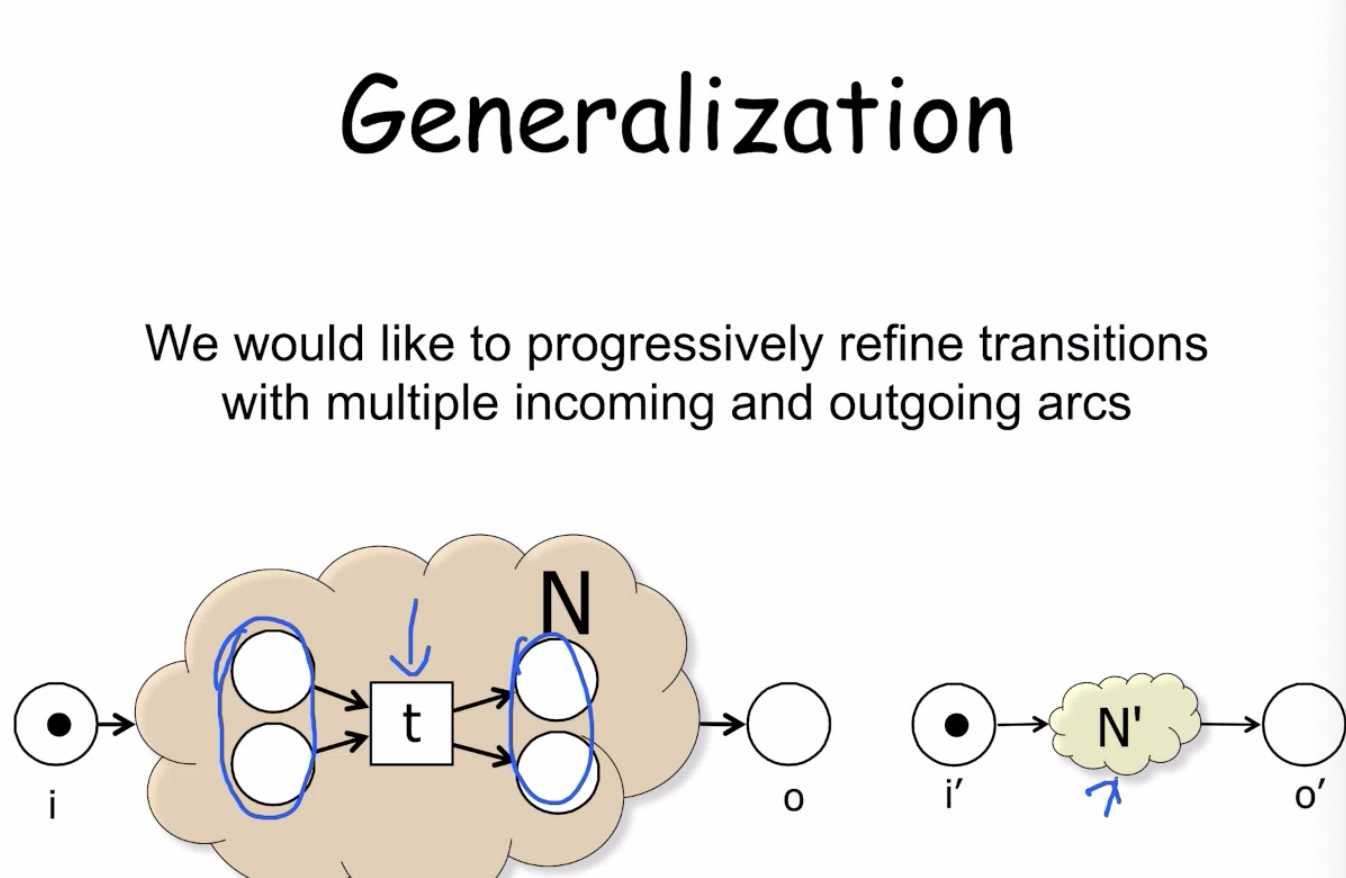 Generalization
We would like to progressively refine transitions
with multiple incoming and outgoing arcs
N
t
N'
i
o
i′
o′